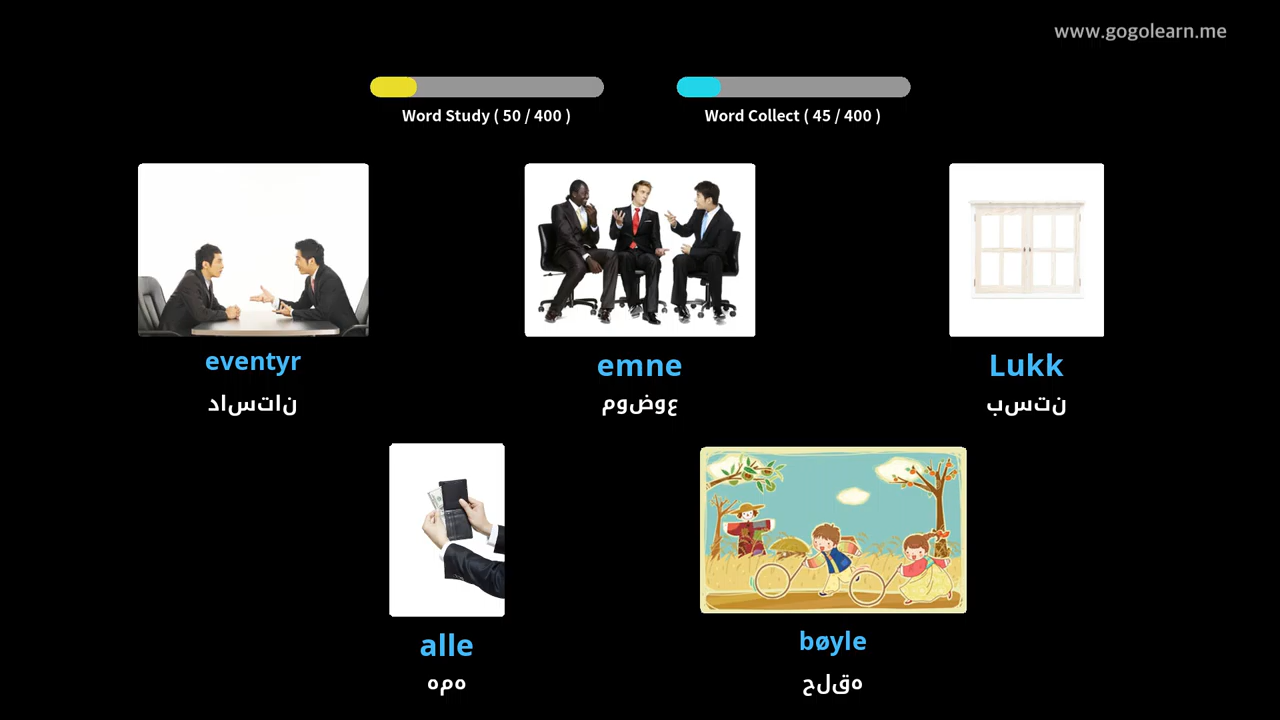 www.gogolearn.me
Word Study ( 50 / 400 )
Word Collect ( 45 / 400 )
eventyr
ناتساد
emne
عوضوم
Lukk
نتسب
alle
همه
bøyle
هقلح